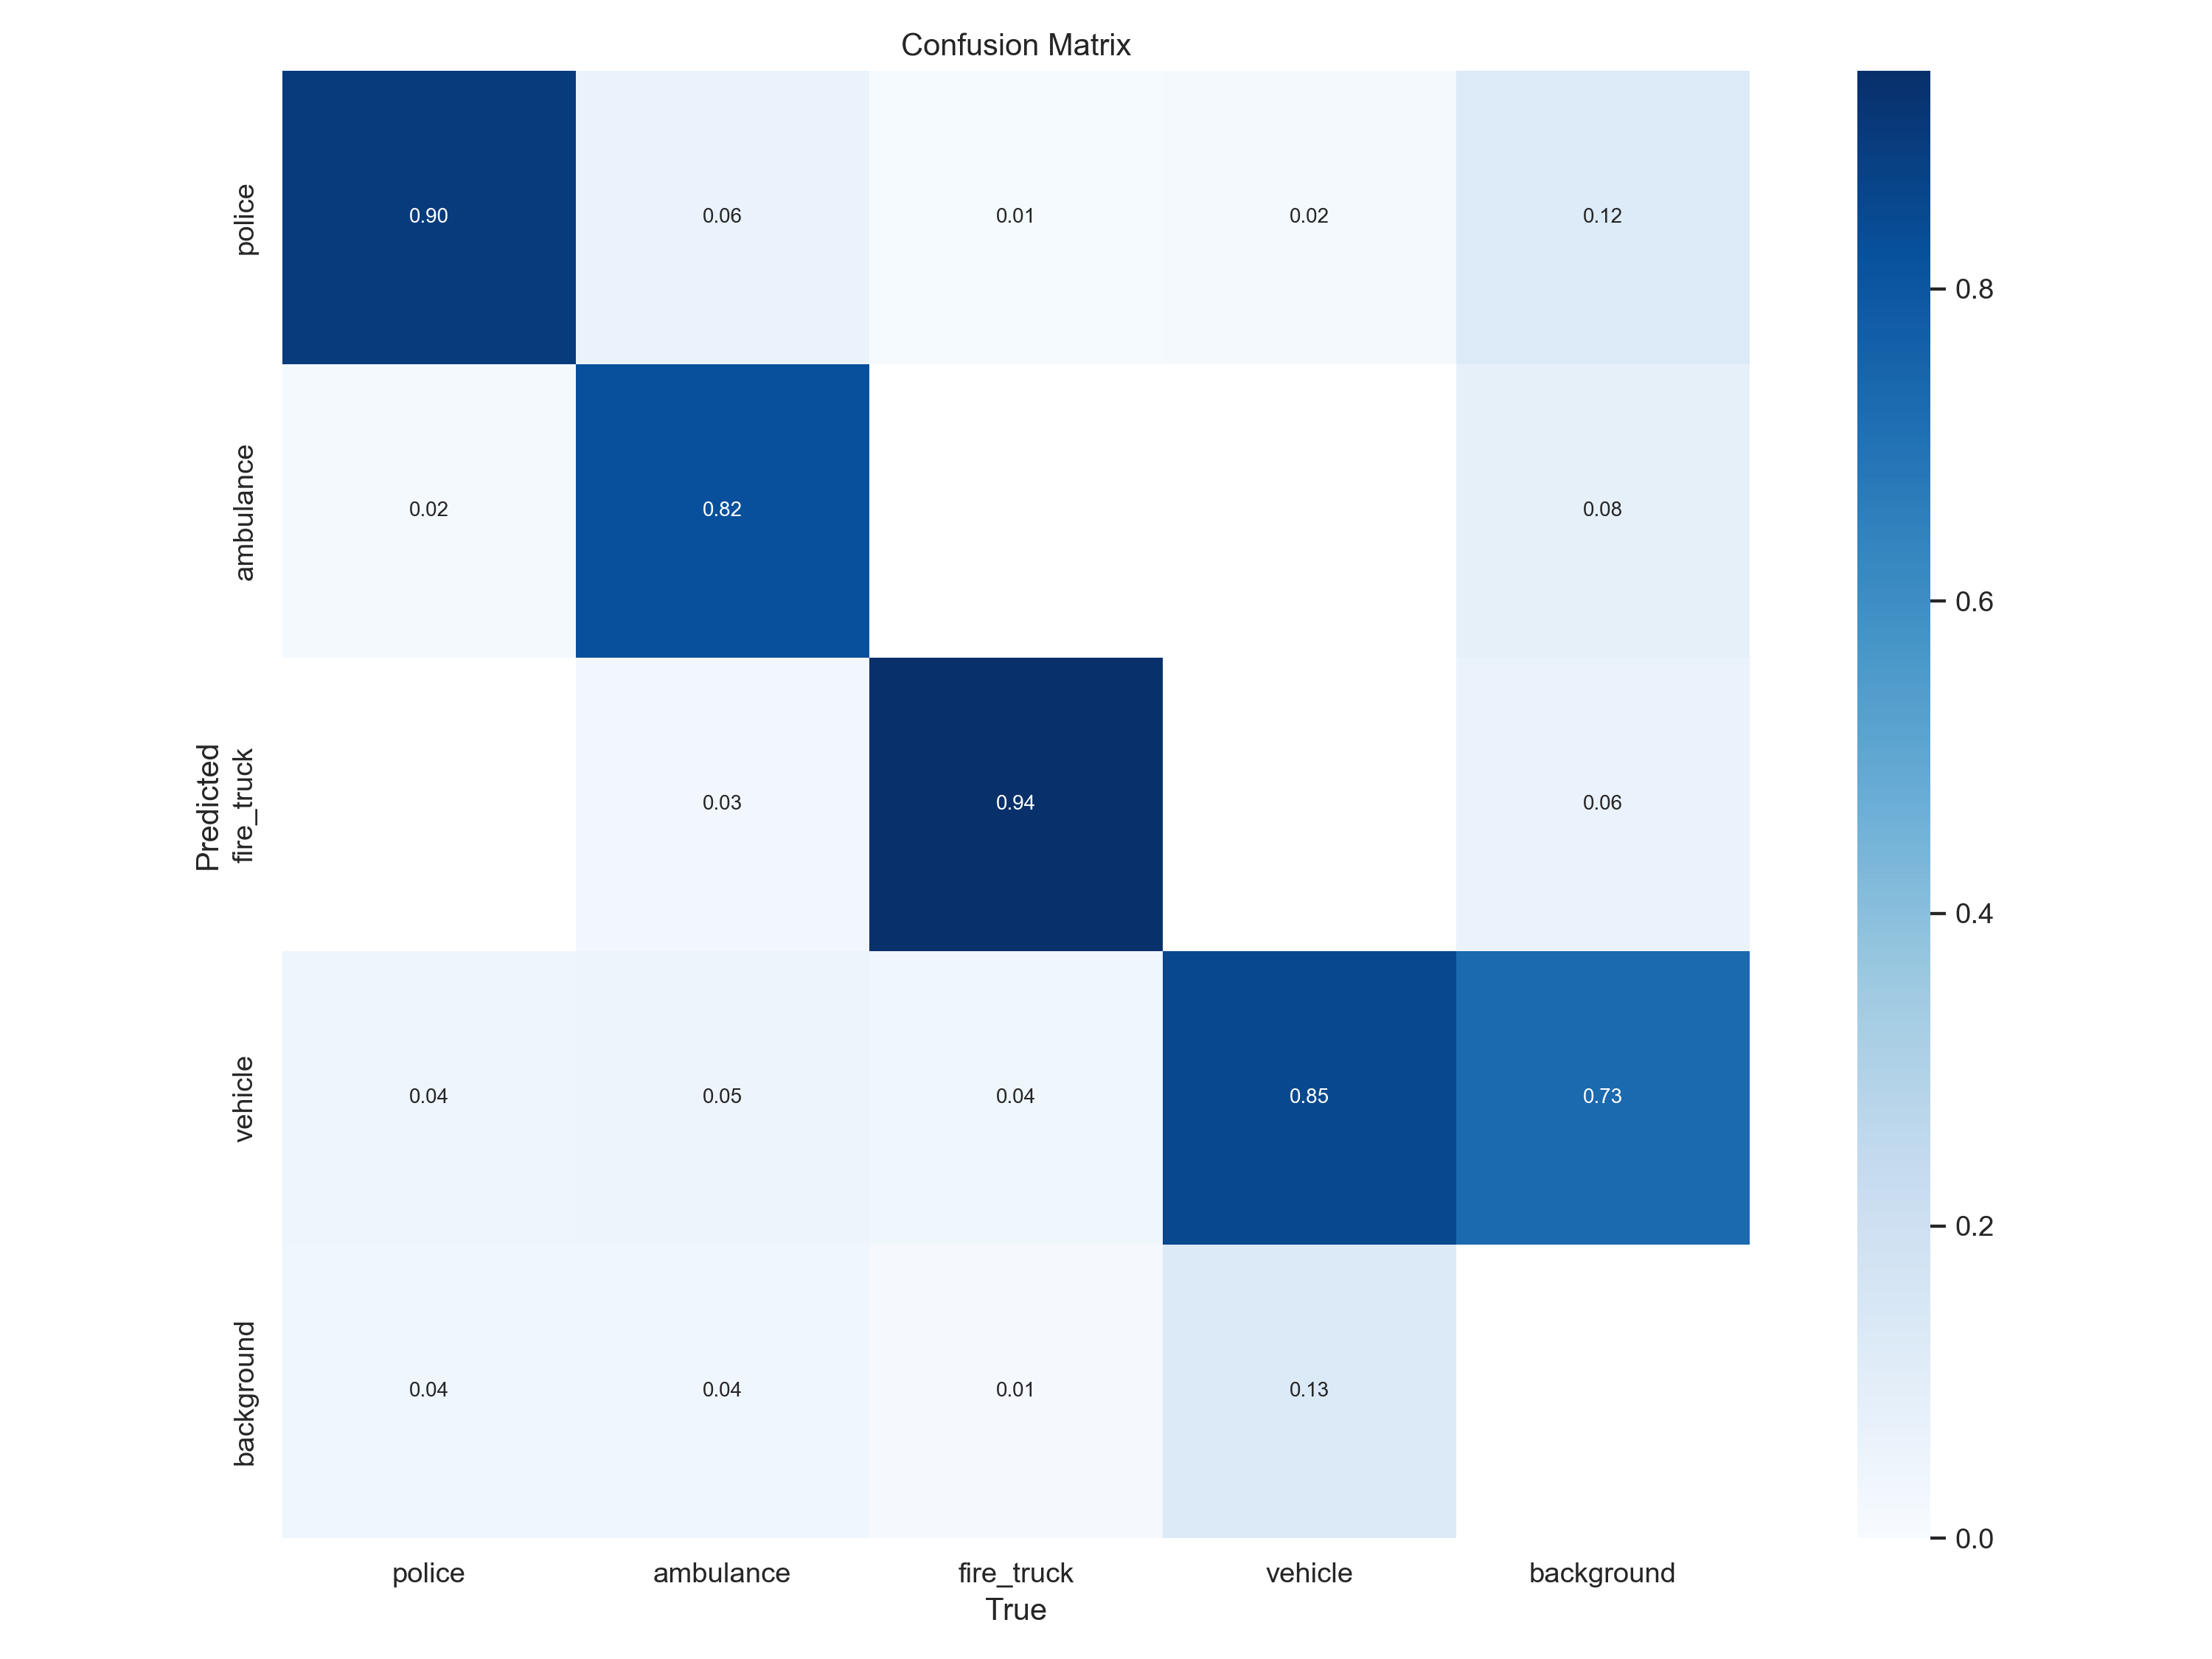 Confusion Matrix
police
0.90 0.06 0.01 0.02 0.12
0.8
ambulance
0.02 0.82 0.08
0.6
Predicted
fire_truck
0.03 0.94 0.06
0.4
vehicle
0.04 0.05 0.04 0.85 0.73
0.2
background
0.04 0.04 0.01 0.13
0.0
police ambulance fire_truck vehicle background
True